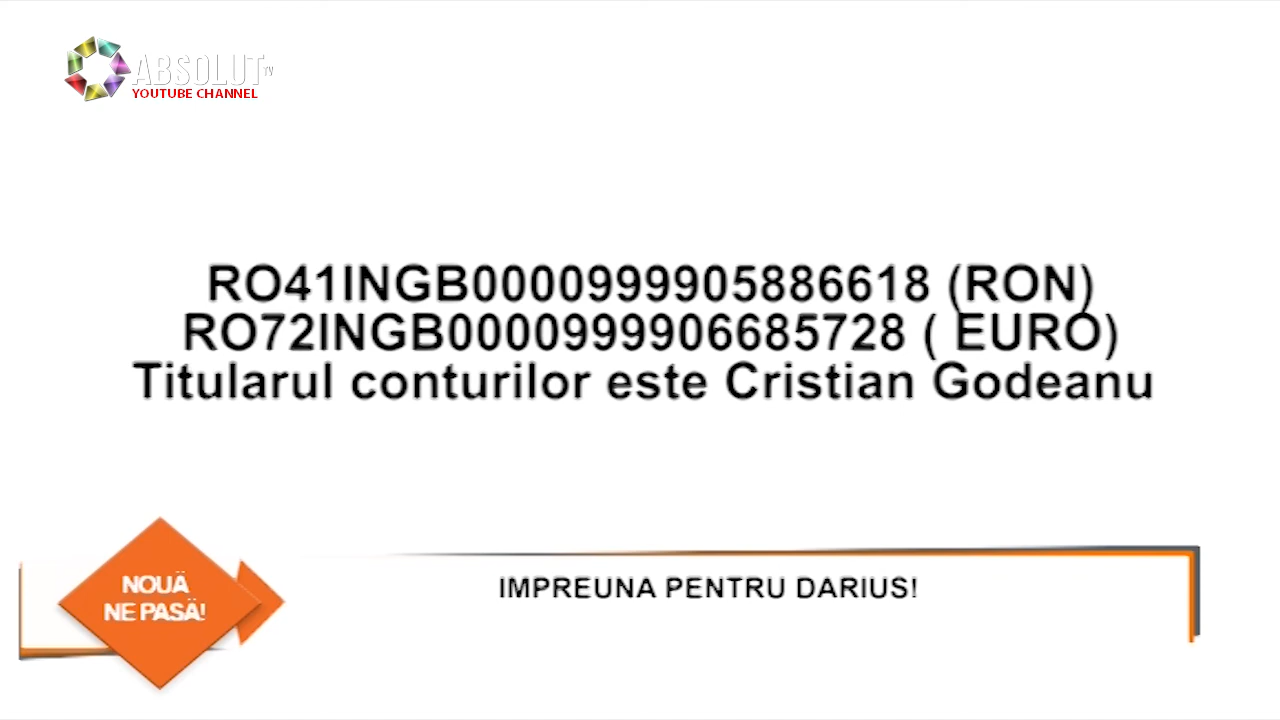 ABSOLUT TV
YOUTUBE CHANNEL
RO41INGB0000999905886618 (RON)
RO72INGB0000999906685728 ( EURO)
Titularul conturilor este Cristian Godeanu
NOUĂ
NE PASĂ!
IMPREUNA PENTRU DARIUS!